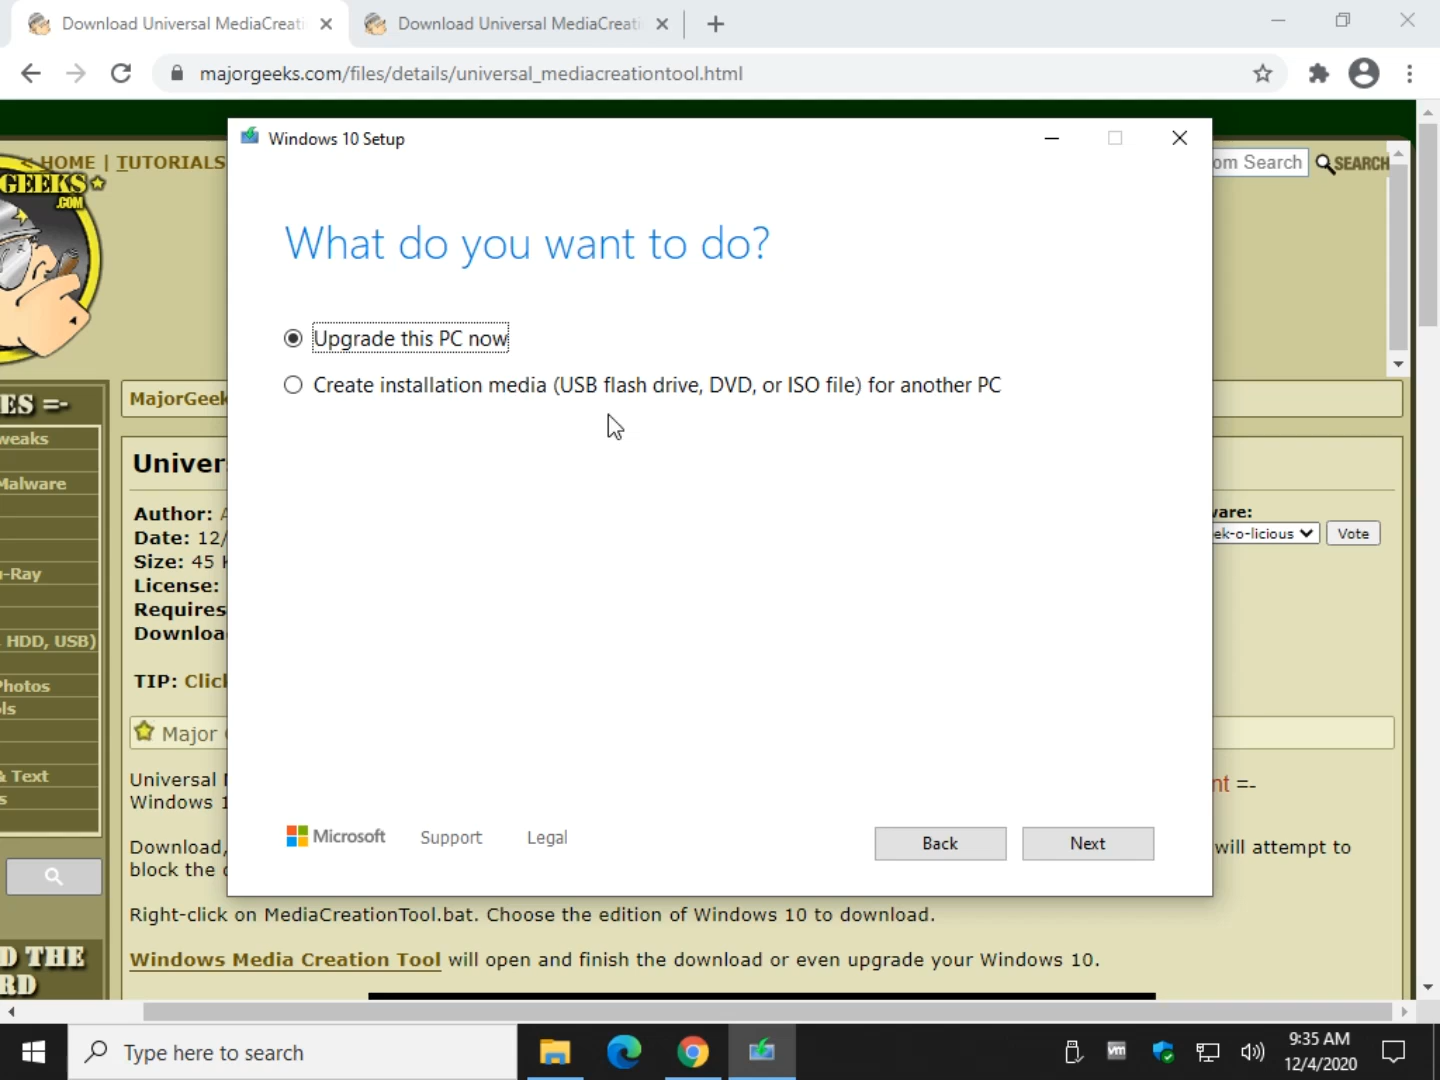 Download Universal MediaCreati
Download Universal MediaCreati
majorgeeks.com/files/details/universal_mediacreationtool.html
HOME | TUTORIALS
om Search
SEARCH
GEEKS
.COM
Windows 10 Setup
What do you want to do?
Upgrade this PC now
Create installation media (USB flash drive, DVD, or ISO file) for another PC
Microsoft
Support
Legal
Back
Next
ES =-
weaks
Malware
-Ray
, HDD, USB)
Photos
ls
& Text
s
D THE
RD
MajorGeek
Univer
Author:
Date: 12/
Size: 45
License:
Requires
Downloa
TIP: Clic
Major
ware:
ek-o-licious
Vote
Universal
nt =-
Windows 1
Download,
will attempt to
block the
Right-click on MediaCreationTool.bat. Choose the edition of Windows 10 to download.
Windows Media Creation Tool will open and finish the download or even upgrade your Windows 10.
Type here to search
vm
9:35 AM
12/4/2020